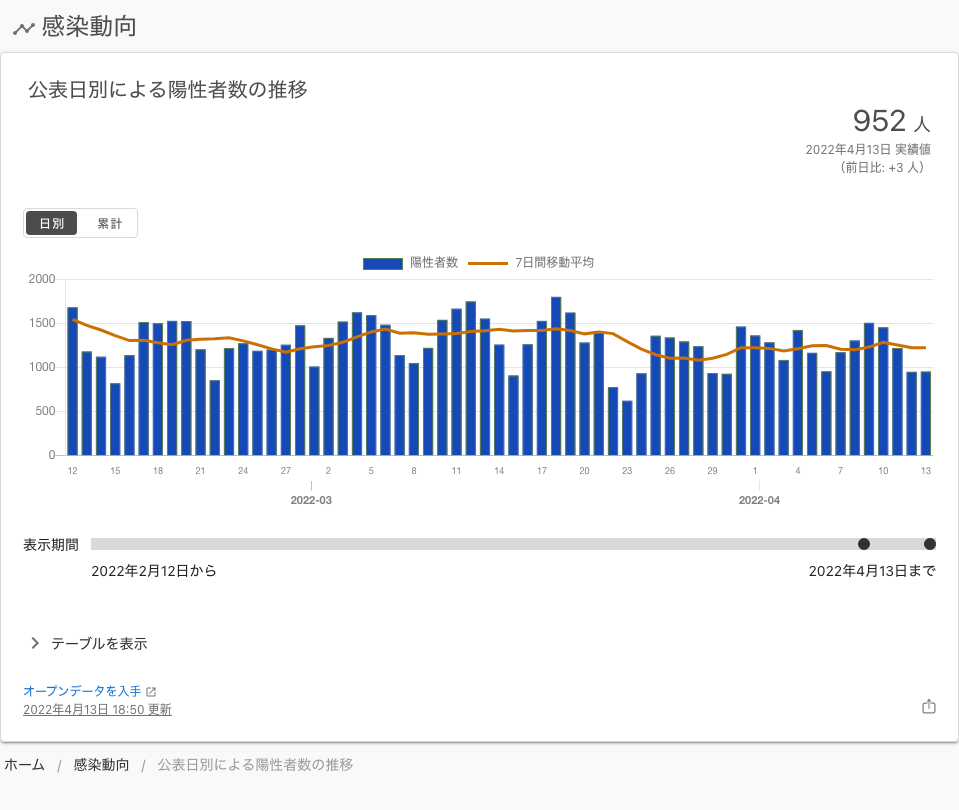 感染動向
公表日別による陽性者数の推移
952 人
2022年4月13日 実績値
（前日比: +3 人）
日別 累計
陽性者数 7日間移動平均
2000
1500
1000
500
0
12 15 18 21 24 27 2 5 8 11 14 17 20 23 26 29 1 4 7 10 13
2022-03 2022-04
表示期間
2022年2月12日から 2022年4月13日まで
テーブルを表示
オープンデータを入手
2022年4月13日 18:50 更新
ホーム / 感染動向 / 公表日別による陽性者数の推移